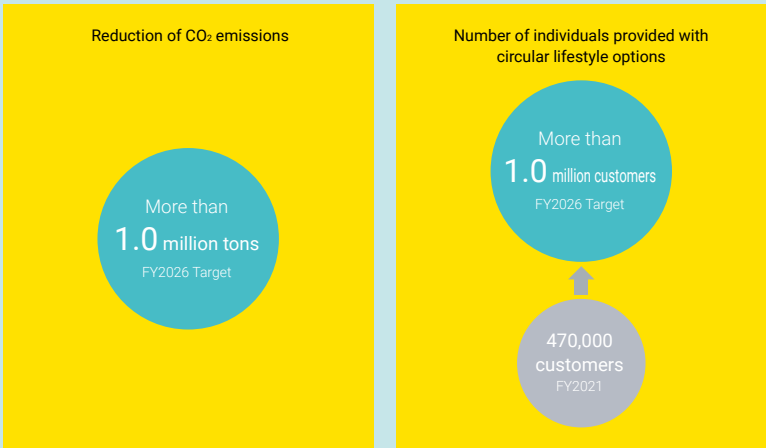 Reduction of CO₂ emissions
More than
1.0 million tons
FY2026 Target
Number of individuals provided with
circular lifestyle options
More than
1.0 million customers
FY2026 Target
470,000
customers
FY2021